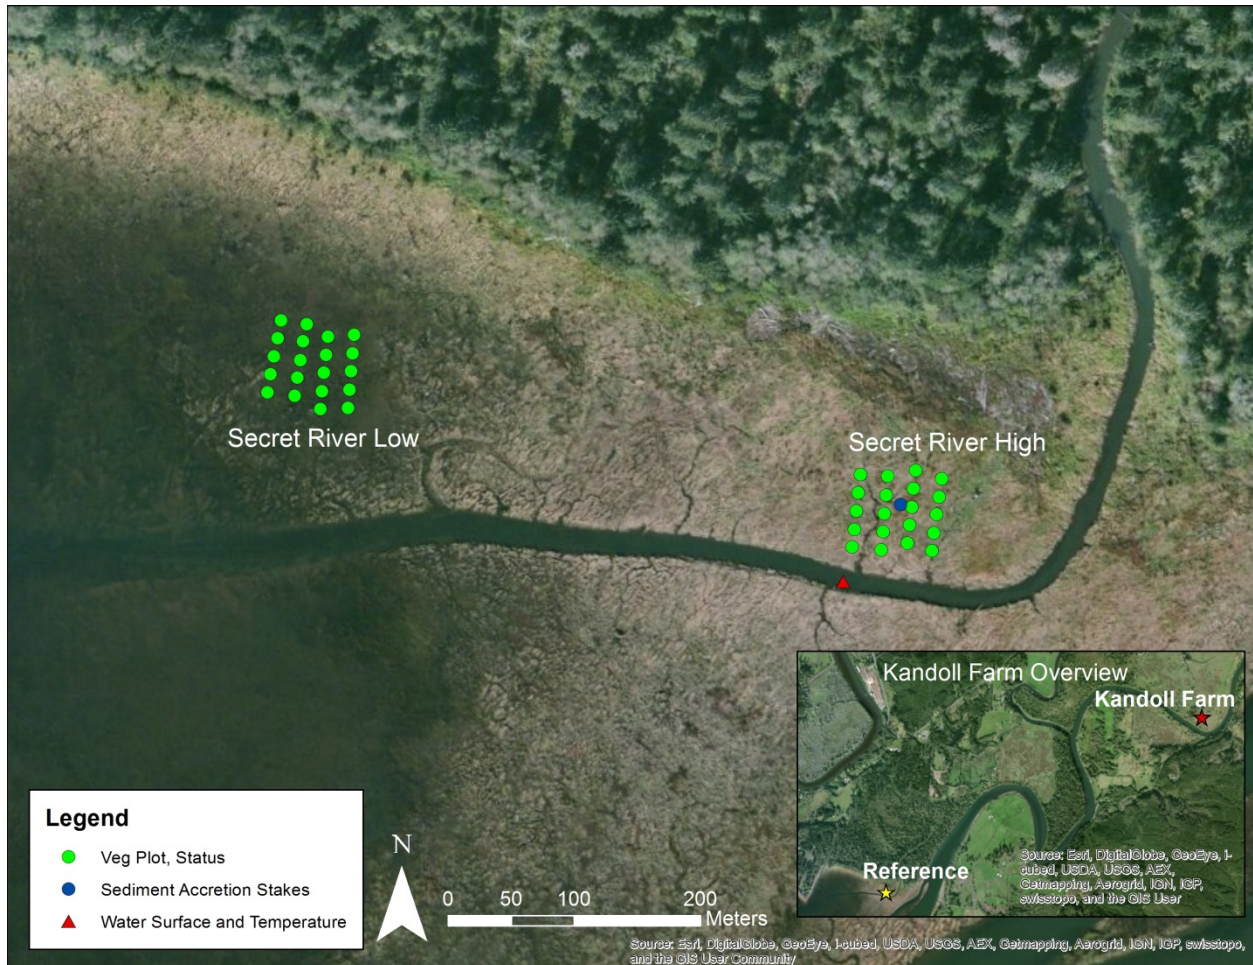 Secret River Low
Secret River High
Kandoll Farm Overview
Kandoll Farm
Reference
Source: Esri, DigitalGlobe, GeoEye, i-
cubed, USDA, USGS, AEX,
Getmapping, Aerogrid, IGN, IGP,
swisstopo, and the GIS User
Legend
Veg Plot, Status
Sediment Accretion Stakes
Water Surface and Temperature
N
0 50 100 200
Meters
Source: Esri, DigitalGlobe, GeoEye, i-cubed, USDA, USGS, AEX, Getmapping, Aerogrid, IGN, IGP, swisstopo,
and the GIS User Community